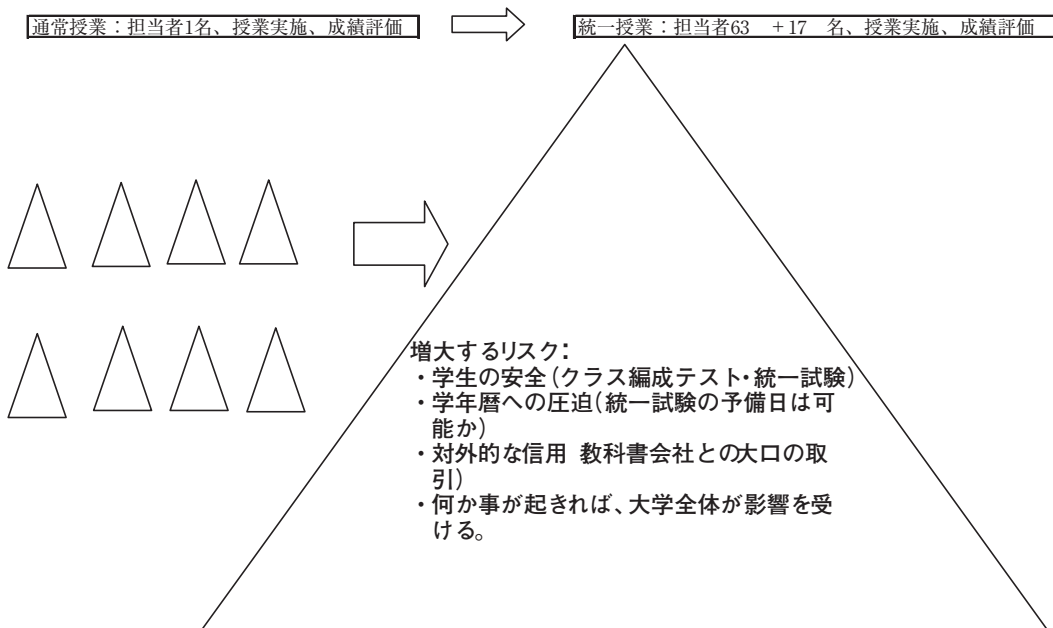 通常授業：担当者1名、授業実施、成績評価
統一授業：担当者63　+17　名、授業実施、成績評価
増大するリスク：
・学生の安全(クラス編成テスト・統一試験)
・学年暦への圧迫(統一試験の予備日は可
能か)
・対外的な信用 教科書会社との大口の取
引)
・何か事が起きれば、大学全体が影響を受
ける。